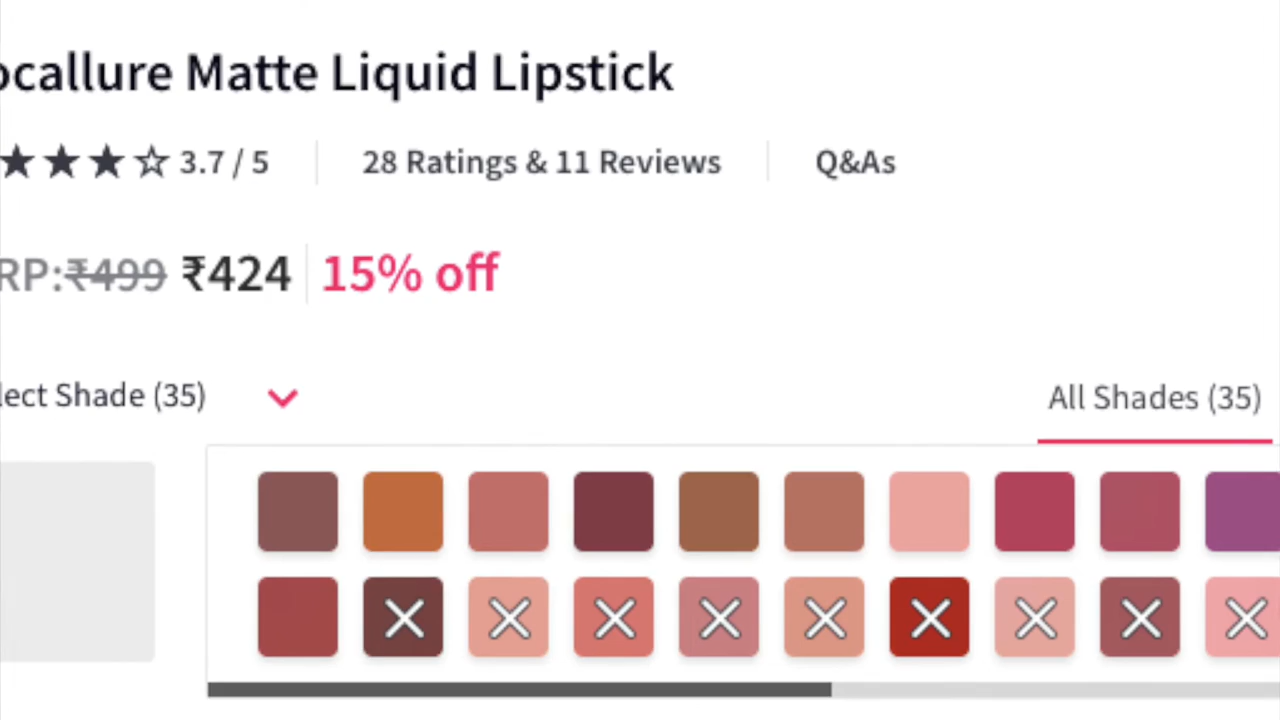 ocallure Matte Liquid Lipstick
3.7 / 5 28 Ratings & 11 Reviews Q&As
RP:₹499 ₹424 15% off
lect Shade (35) All Shades (35)